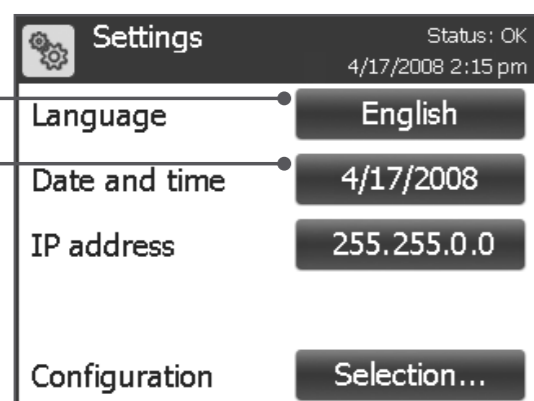 Settings
Status: OK
4/17/2008 2:15 pm
Language
English
Date and time
4/17/2008
IP address
255.255.0.0
Configuration
Selection...